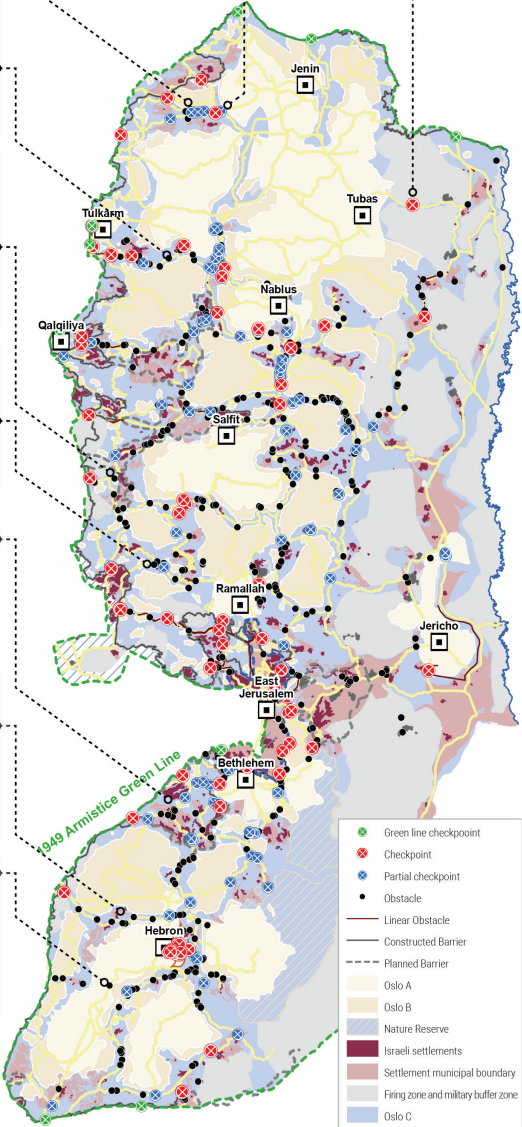 Jenin
Tubas
Tulkarm
Nablus
Qalqiliya
Salfit
Ramallah
Jericho
East
Jerusalem
Bethlehem
1949 Armistice Green Line
Hebron
Green line checkpooint
Checkpoint
Partial checkpoint
Obstacle
Linear Obstacle
Constructed Barrier
Planned Barrier
Oslo A
Oslo B
Nature Reserve
Israeli settlements
Settlement municipal boundary
Firing zone and military buffer zone
Oslo C